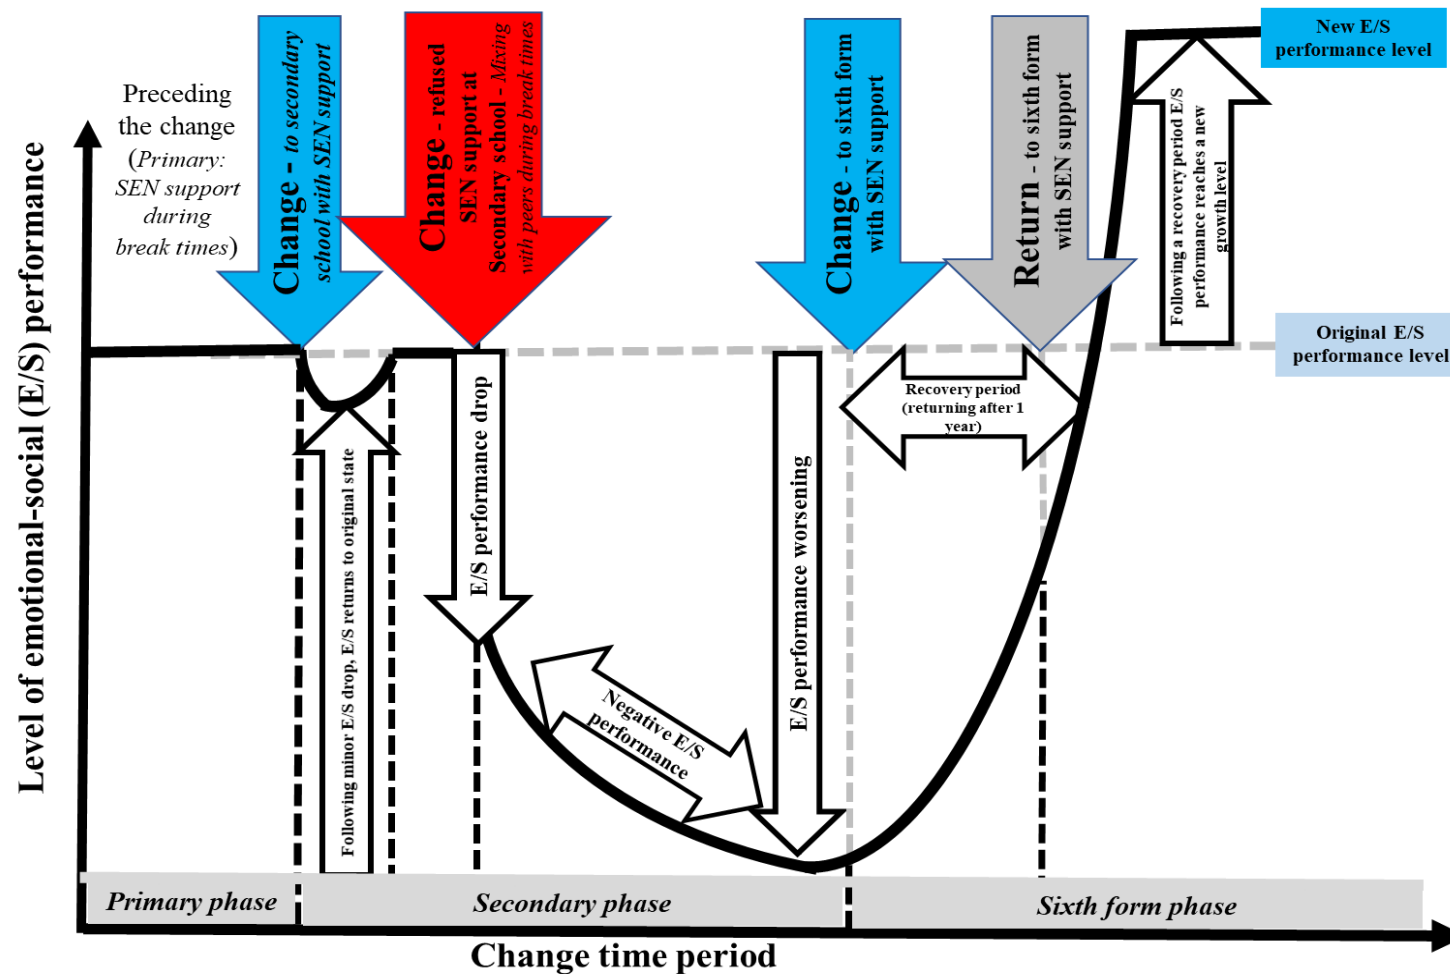 Level of emotional-social (E/S) performance
Preceding
the change
(Primary:
SEN support
during
break times)
Change - to secondary
school with SEN support
Change - refused
SEN support at
Secondary school - Mixing
with peers during break times
Change - to sixth form
with SEN support
Return - to sixth form
with SEN support
New E/S
performance level
Following a recovery period E/S
performance reaches a new
growth level
Original E/S
performance level
Recovery period
(returning after 1
year)
Following minor E/S drop, E/S returns to original state
E/S performance drop
Negative E/S
performance
E/S performance worsening
Primary phase
Secondary phase
Sixth form phase
Change time period